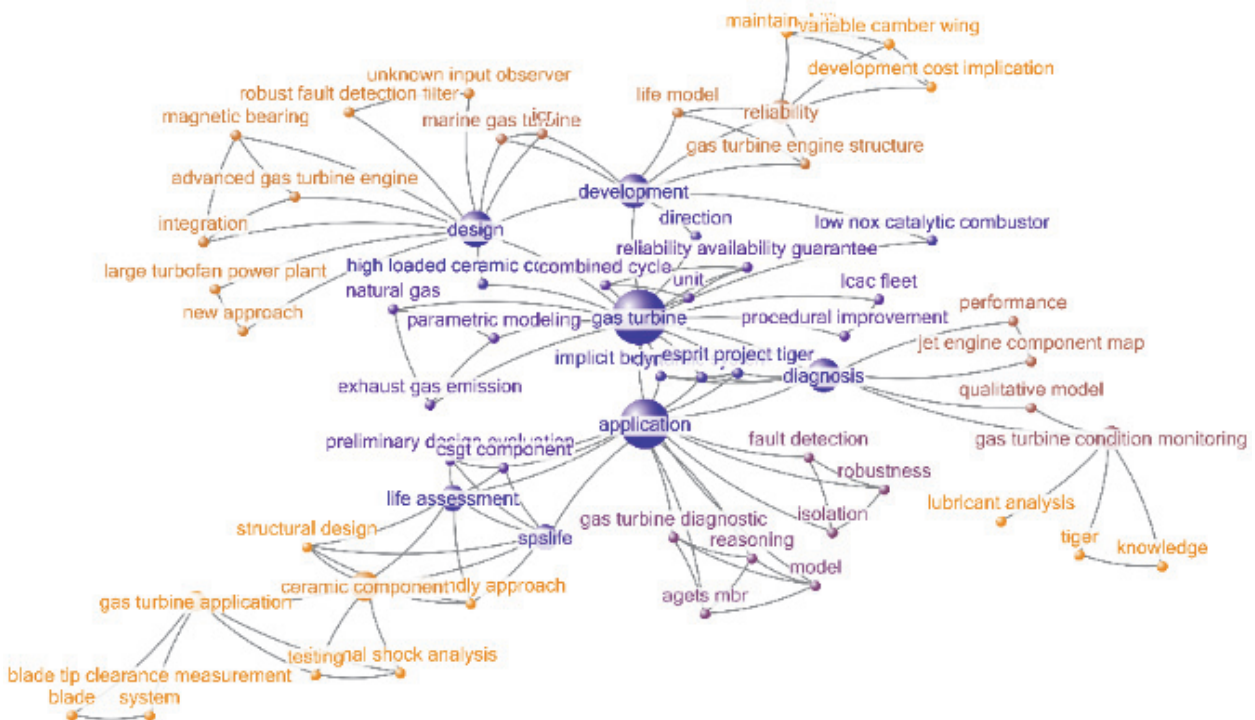 maintain
variable camber wing
development cost implication
unknown input observer
robust fault detection filter
life model
reliability
magnetic bearing
marine gas turbine
icr
gas turbine engine structure
advanced gas turbine engine
development
integration
design
direction
low nox catalytic combustor
reliability availability guarantee
large turbofan power plant
high loaded ceramic
combined cycle
unit
natural gas
lcac fleet
new approach
parametric modeling
gas turbine
procedural improvement
performance
jet engine component map
implicit
esprit project tiger
diagnosis
exhaust gas emission
qualitative model
application
preliminary design evaluation
csgt component
fault detection
gas turbine condition monitoring
robustness
life assessment
lubricant analysis
structural design
spslife
gas turbine diagnostic
isolation
reasoning
tiger
knowledge
model
ceramic component
approach
agets mbr
gas turbine application
testing
shock analysis
blade tip clearance measurement
blade
system